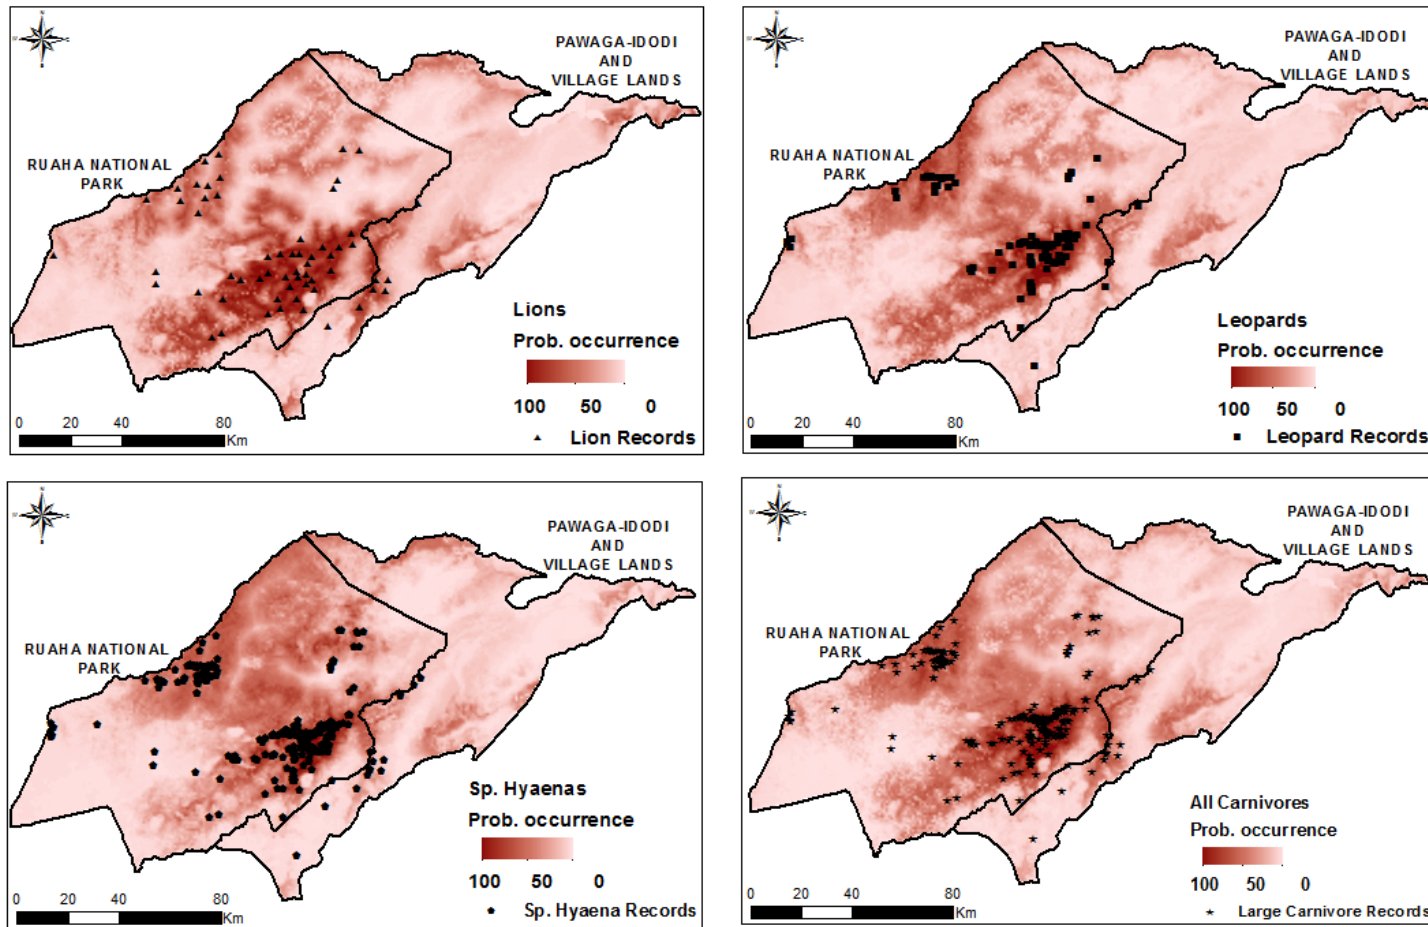 PAWAGA-IDODI
AND
VILLAGE LANDS
RUAHA NATIONAL
PARK
Lions
Prob. occurrence
100 50 0
0 20 40 80
Km
Lion Records
PAWAGA-IDODI
AND
VILLAGE LANDS
RUAHA NATIONAL
PARK
Leopards
Prob. occurrence
100 50 0
0 20 40 80
Km
Leopard Records
PAWAGA-IDODI
AND
VILLAGE LANDS
RUAHA NATIONAL
PARK
Sp. Hyaenas
Prob. occurrence
100 50 0
0 20 40 80
Km
Sp. Hyaena Records
PAWAGA-IDODI
AND
VILLAGE LANDS
RUAHA NATIONAL
PARK
All Carnivores
Prob. occurrence
100 50 0
0 20 40 80
Km
Large Carnivore Records